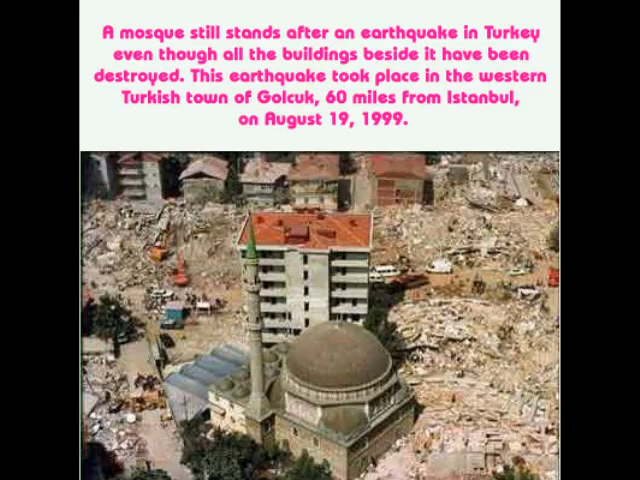 A mosque still stands after an earthquake in Turkey
even though all the buildings beside it have been
destroyed. This earthquake took place in the western
Turkish town of Golcuk, 60 miles from Istanbul,
on August 19, 1999.